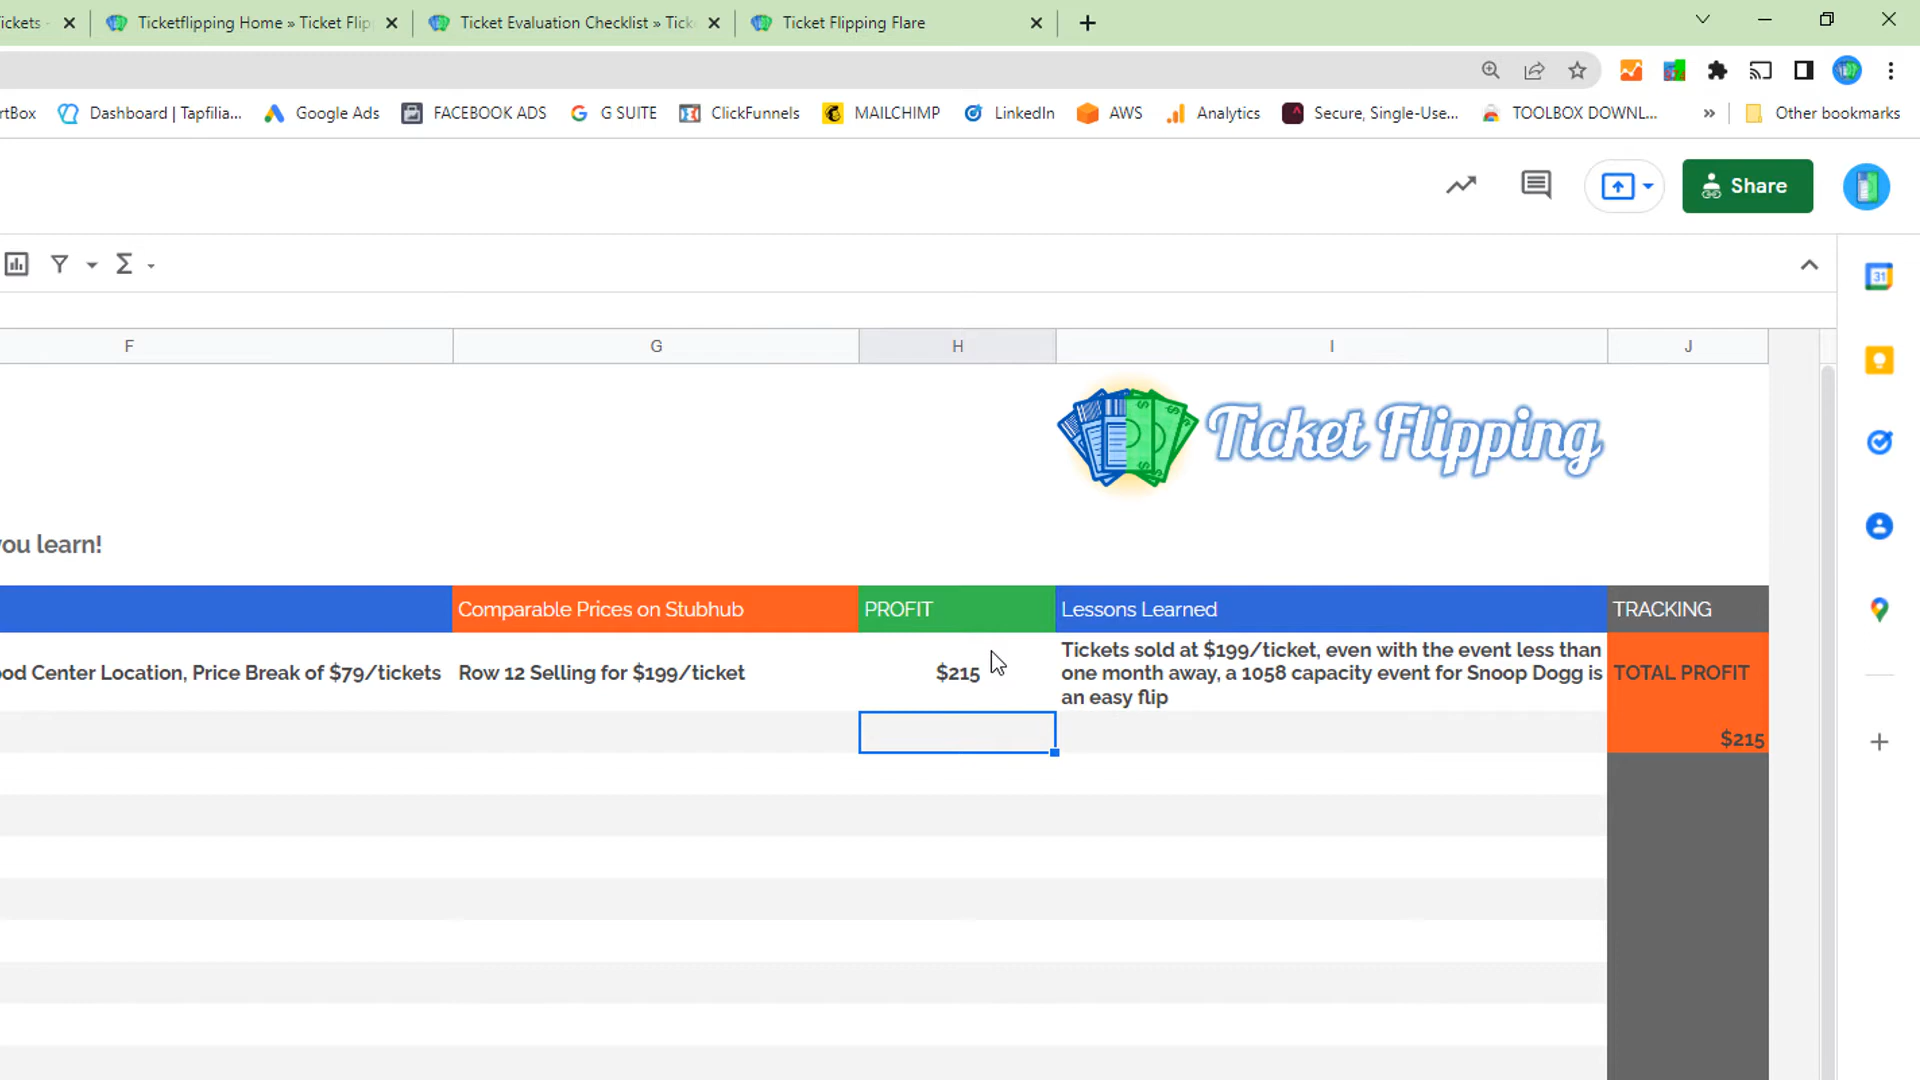 ickets -
Ticketflipping Home » Ticket Flip
Ticket Evaluation Checklist » Tick
Ticket Flipping Flare
rtBox
Dashboard | Tapfilia...
Google Ads
FACEBOOK ADS
G SUITE
ClickFunnels
MAILCHIMP
LinkedIn
AWS
Analytics
Secure, Single-Use...
TOOLBOX DOWNL...
»
Other bookmarks
Share
31
F
G
H
I
J
Ticket Flipping
you learn!
Comparable Prices on Stubhub
PROFIT
Lessons Learned
TRACKING
ood Center Location, Price Break of $79/tickets
Row 12 Selling for $199/ticket
$215
Tickets sold at $199/ticket, even with the event less than
one month away, a 1058 capacity event for Snoop Dogg is
an easy flip
TOTAL PROFIT
$215